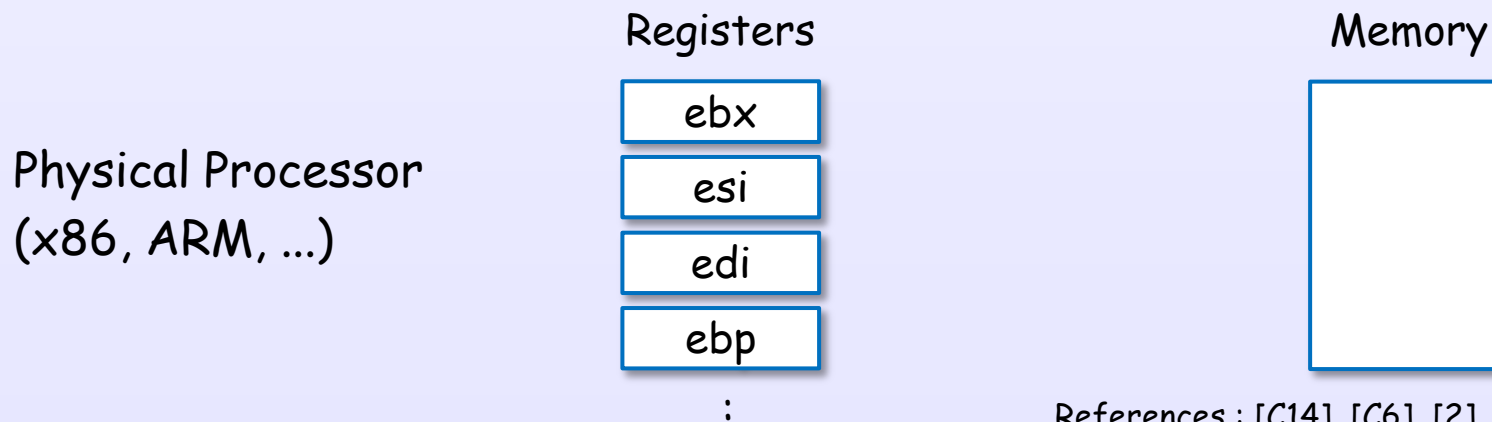 Registers
Memory
ebx
Physical Processor
esi
(x86, ARM, ...)
edi
ebp
:
References : [C14] [C6] [2]